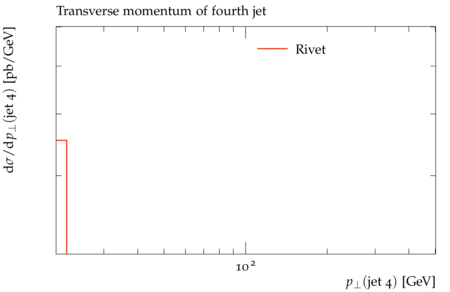 Transverse momentum of fourth jet
Rivet
dσ/dp⊥(jet 4) [pb/GeV]
10²
p⊥(jet 4) [GeV]